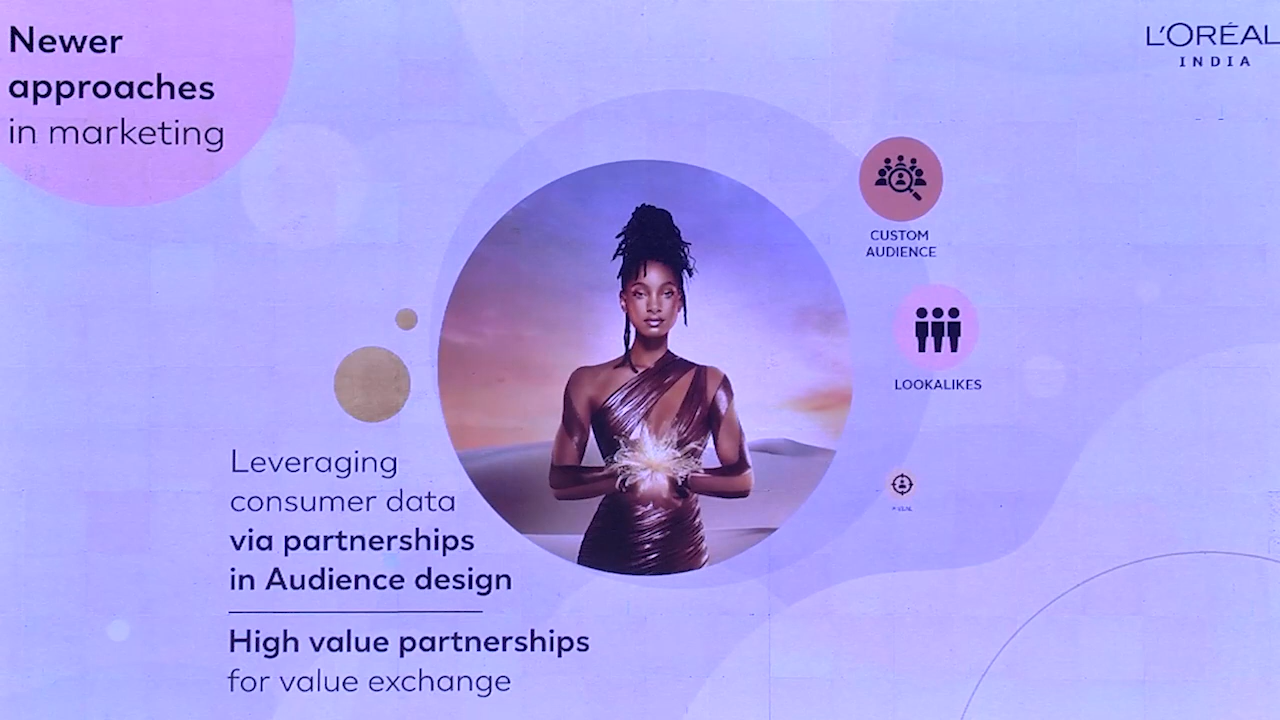 Newer
approaches
in marketing
L'ORÉAL
INDIA
CUSTOM
AUDIENCE
LOOKALIKES
Leveraging
consumer data
via partnerships
in Audience design
High value partnerships
for value exchange